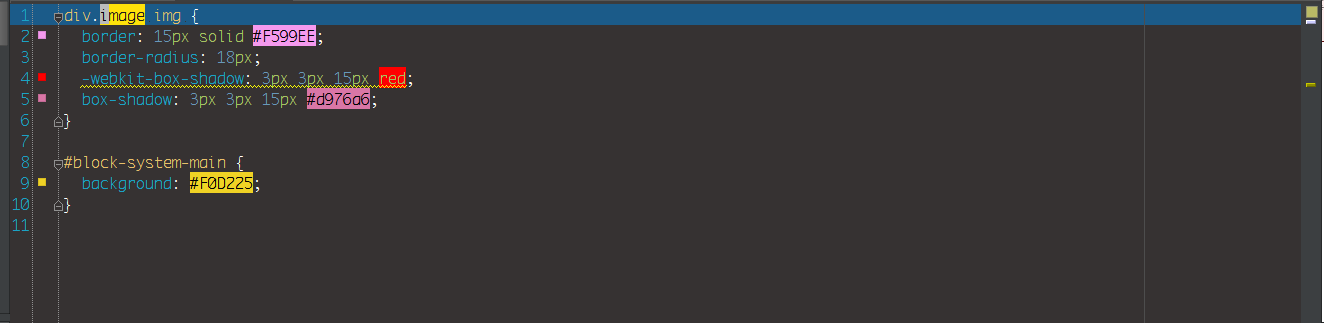 1 div.image img {
2 border: 15px solid #F599EE;
3 border-radius: 18px;
4 -webkit-box-shadow: 3px 3px 15px red;
5 box-shadow: 3px 3px 15px #d976a6;
6 }
7
8 #block-system-main {
9 background: #F0D225;
10 }
11